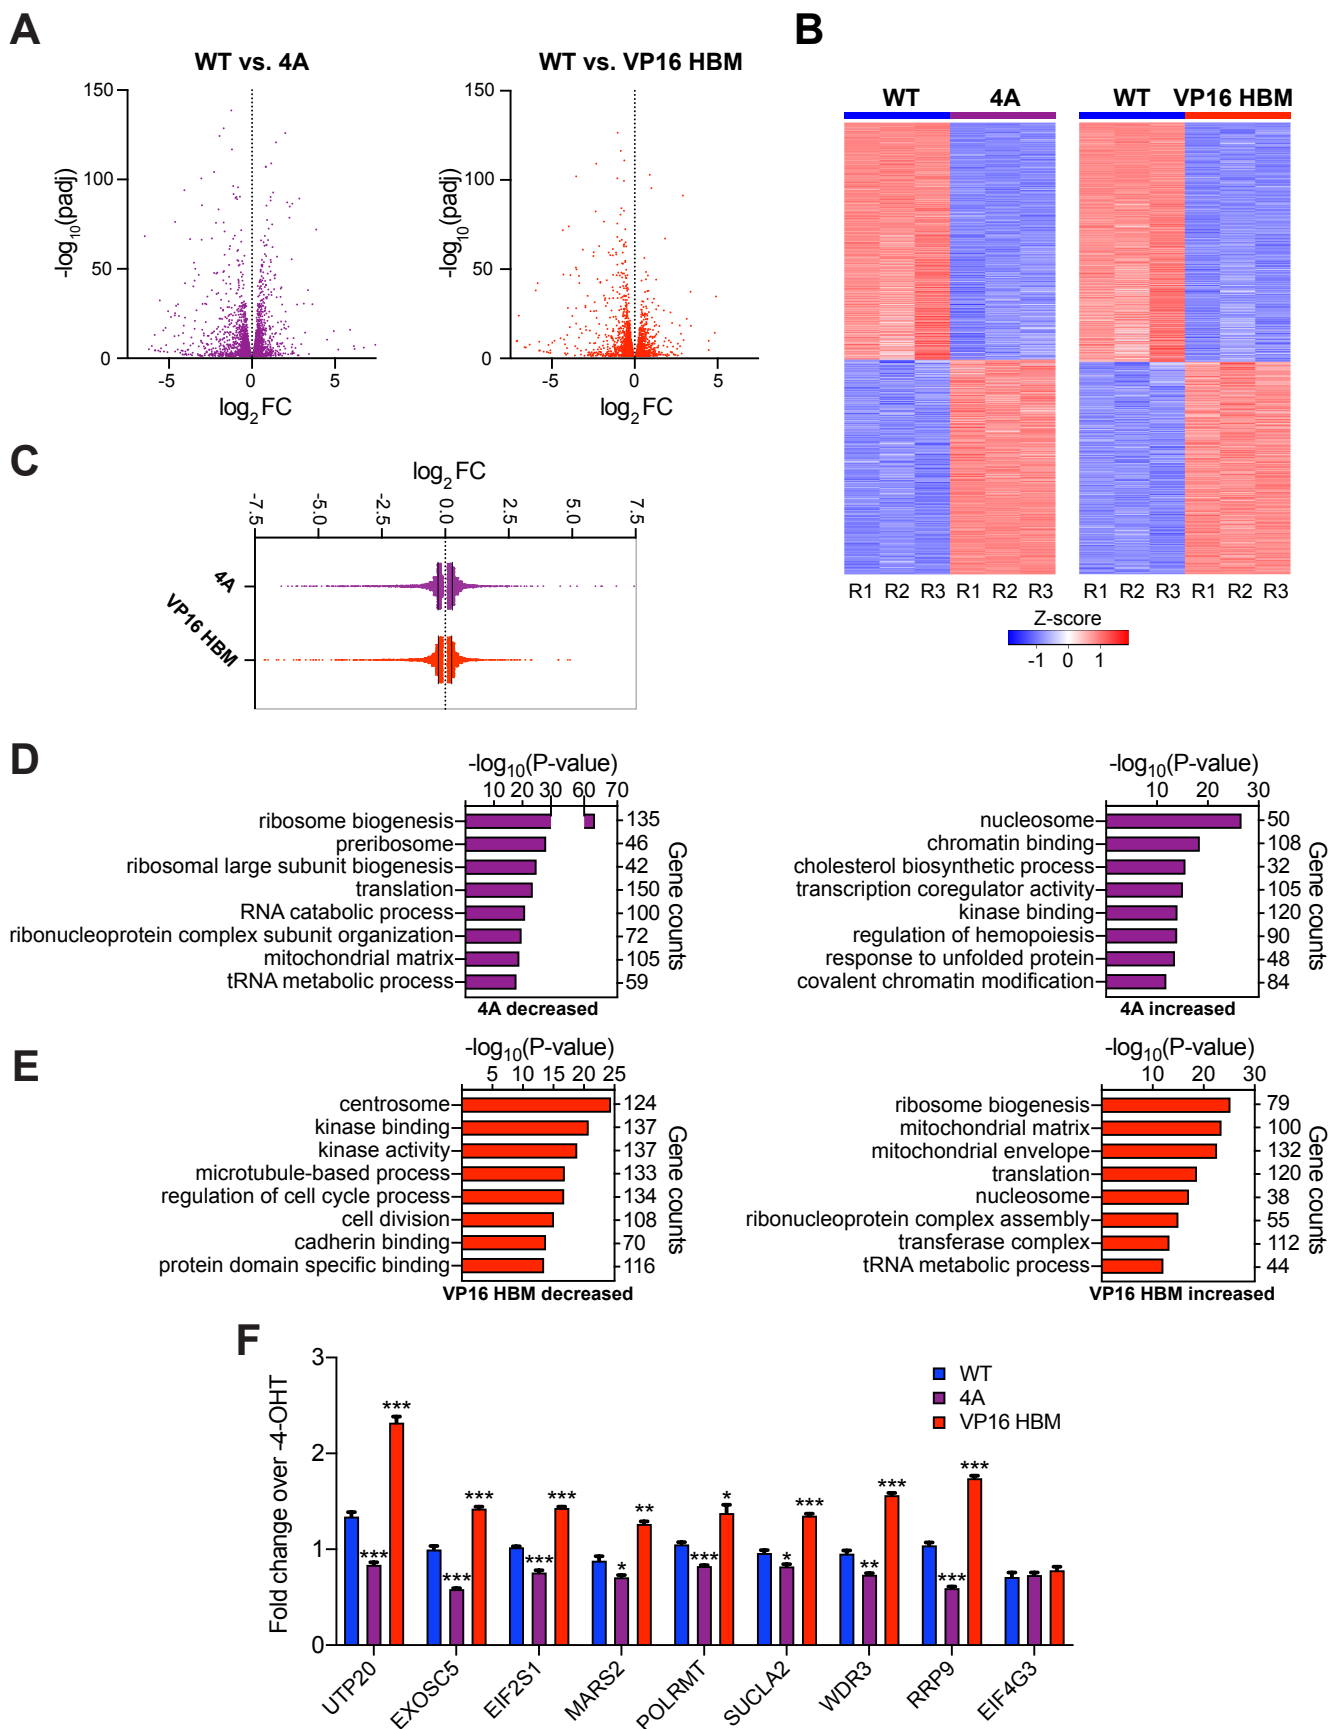 A
WT vs. 4A
150
100
50
0
-log10(padj)
-5 0 5
log2FC
WT vs. VP16 HBM
150
100
50
0
-log10(padj)
-5 0 5
log2FC
B
WT 4A
WT VP16 HBM
R1 R2 R3 R1 R2 R3
R1 R2 R3 R1 R2 R3
Z-score
-1 0 1
C
log2FC
-7.5 -5.0 -2.5 0.0 2.5 5.0 7.5
4A
VP16 HBM
D
-log10(P-value)
10 20 30 60 70
ribosome biogenesis 135
preribosome 46
ribosomal large subunit biogenesis 42
translation 150
RNA catabolic process 100
ribonucleoprotein complex subunit organization 72
mitochondrial matrix 105
tRNA metabolic process 59
Gene counts
4A decreased
-log10(P-value)
10 20 30
nucleosome 50
chromatin binding 108
cholesterol biosynthetic process 32
transcription coregulator activity 105
kinase binding 120
regulation of hemopoiesis 90
response to unfolded protein 48
covalent chromatin modification 84
Gene counts
4A increased
E
-log10(P-value)
5 10 15 20 25
centrosome 124
kinase binding 137
kinase activity 137
microtubule-based process 133
regulation of cell cycle process 134
cell division 108
cadherin binding 70
protein domain specific binding 116
Gene counts
VP16 HBM decreased
-log10(P-value)
10 20 30
ribosome biogenesis 79
mitochondrial matrix 100
mitochondrial envelope 132
translation 120
nucleosome 38
ribonucleoprotein complex assembly 55
transferase complex 112
tRNA metabolic process 44
Gene counts
VP16 HBM increased
F
Fold change over -4-OHT
3
2
1
0
WT
4A
VP16 HBM
*** ***
*** ***
*** ***
* **
*** *
* ***
** ***
*** ***
UTP20 EXOSC5 EIF2S1 MARS2 POLRMT SUCLA2 WDR3 RRP9 EIF4G3